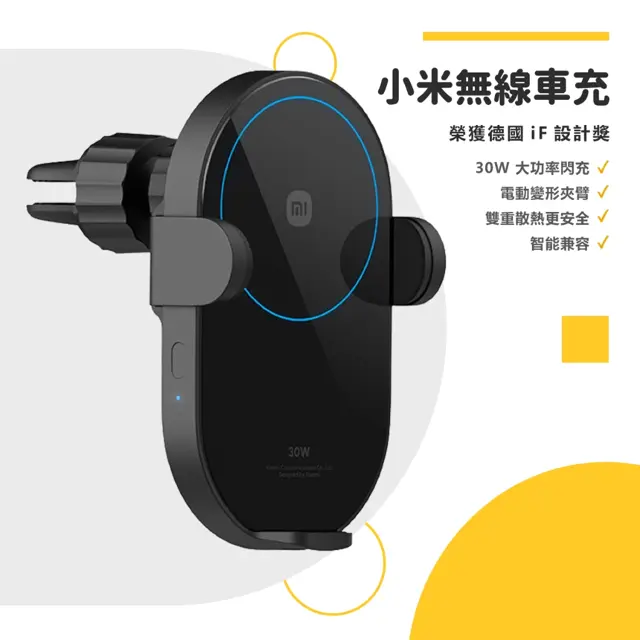 小米無線車充
榮獲德國 iF 設計獎
30W 大功率閃充 ✓
電動變形夾臂 ✓
雙重散熱更安全 ✓
智能兼容 ✓
mi
30W